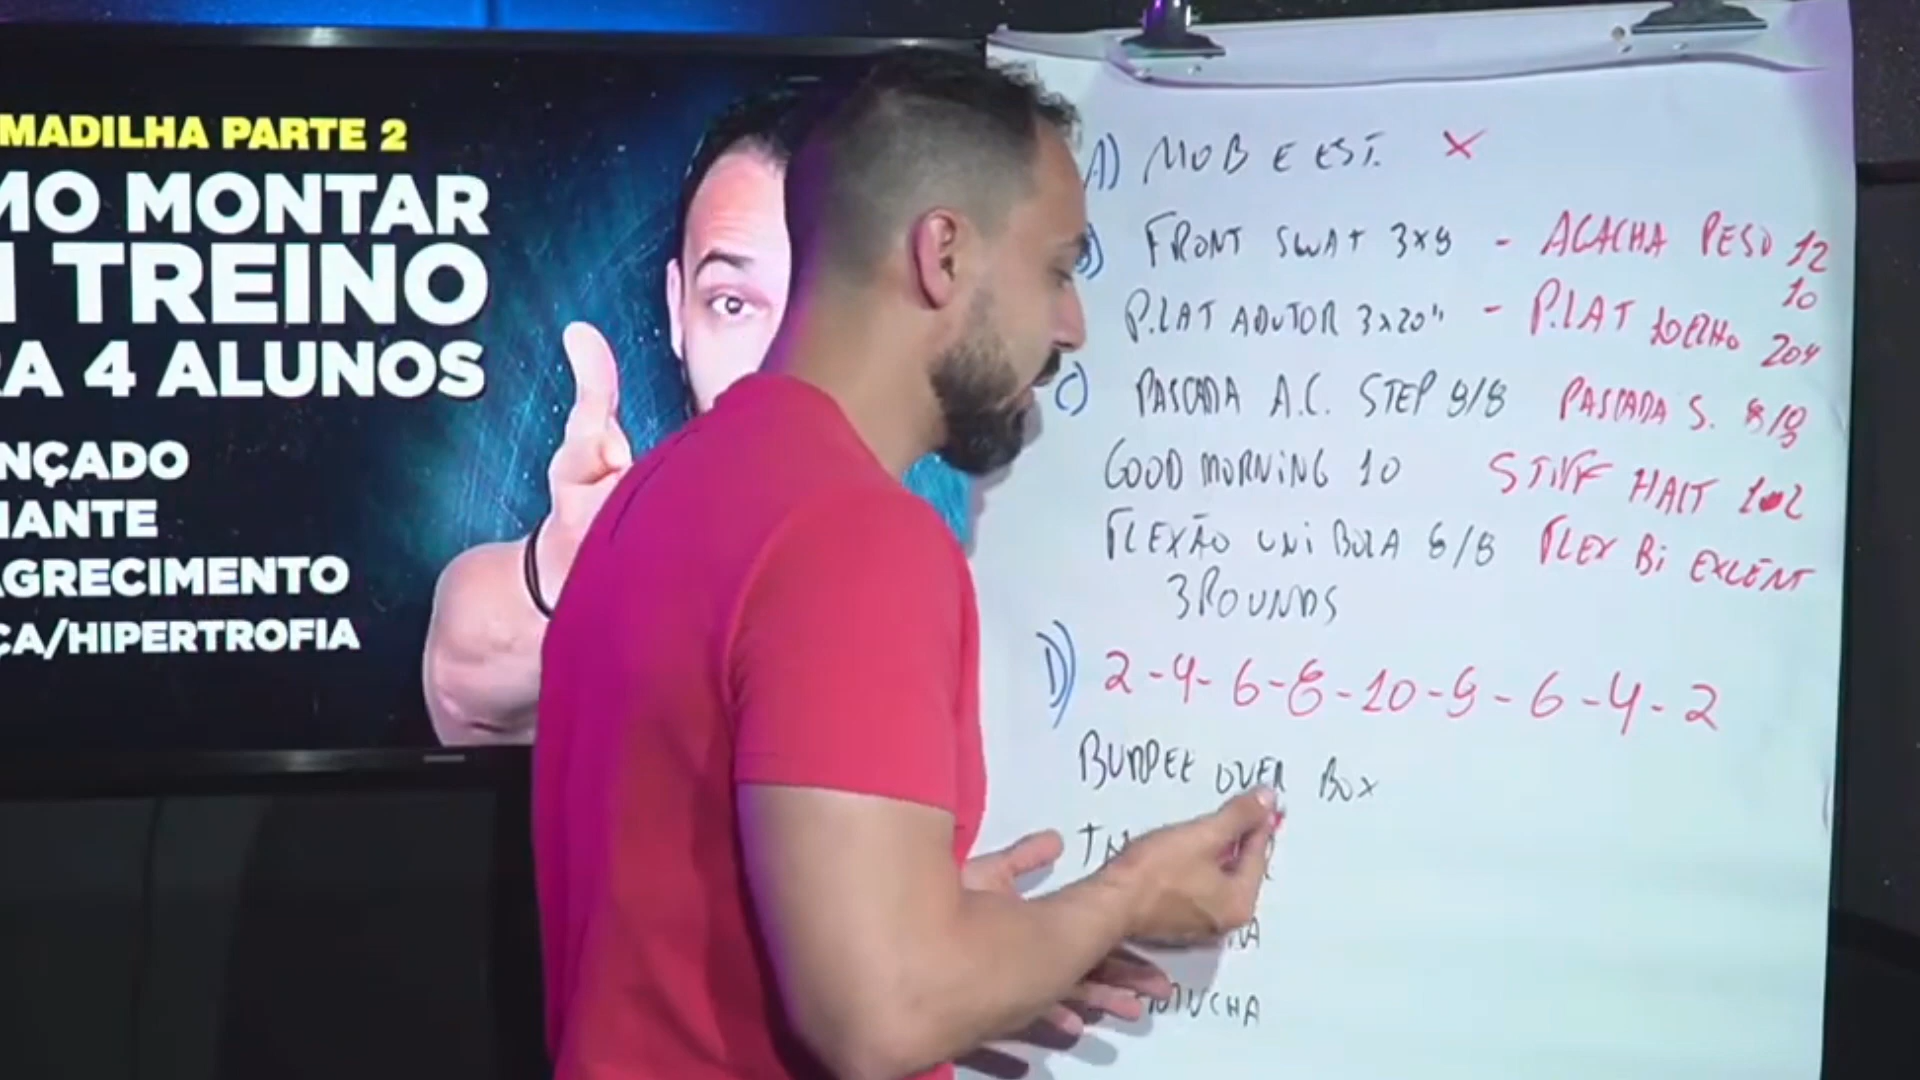 MADILHA PARTE 2
MO MONTAR
M TREINO
RA 4 ALUNOS
NÇADO
IANTE
AGRECIMENTO
ÇA/HIPERTROFIA
A) MOB E EST. X
B) FRONT SWAT 3x8 - AGACHA PESO 12
10
P.LAT ADUTOR 3x20" - P.LAT JOELHO 20"
C) PASSADA A.C. STEP 8/8 PASSADA S. 8/8
GOOD MORNING 10 STIFF HALT
FLEXÃO UNI BOLA 8/8 FLEX BI EXCENT
3 ROUNDS
D) 2-4-6-8-10-8-6-4-2
BURPEE OVER BOX